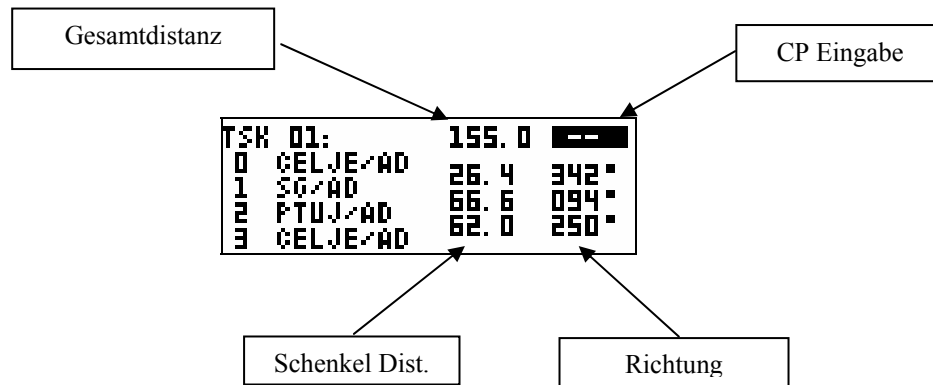 Gesamtdistanz
CP Eingabe
TSK 01: 155.0 --
0 CELJE/AD
26.4 342°
1 SG/AD
66.6 094°
2 PTUJ/AD
62.0 250°
3 CELJE/AD
Schenkel Dist.
Richtung